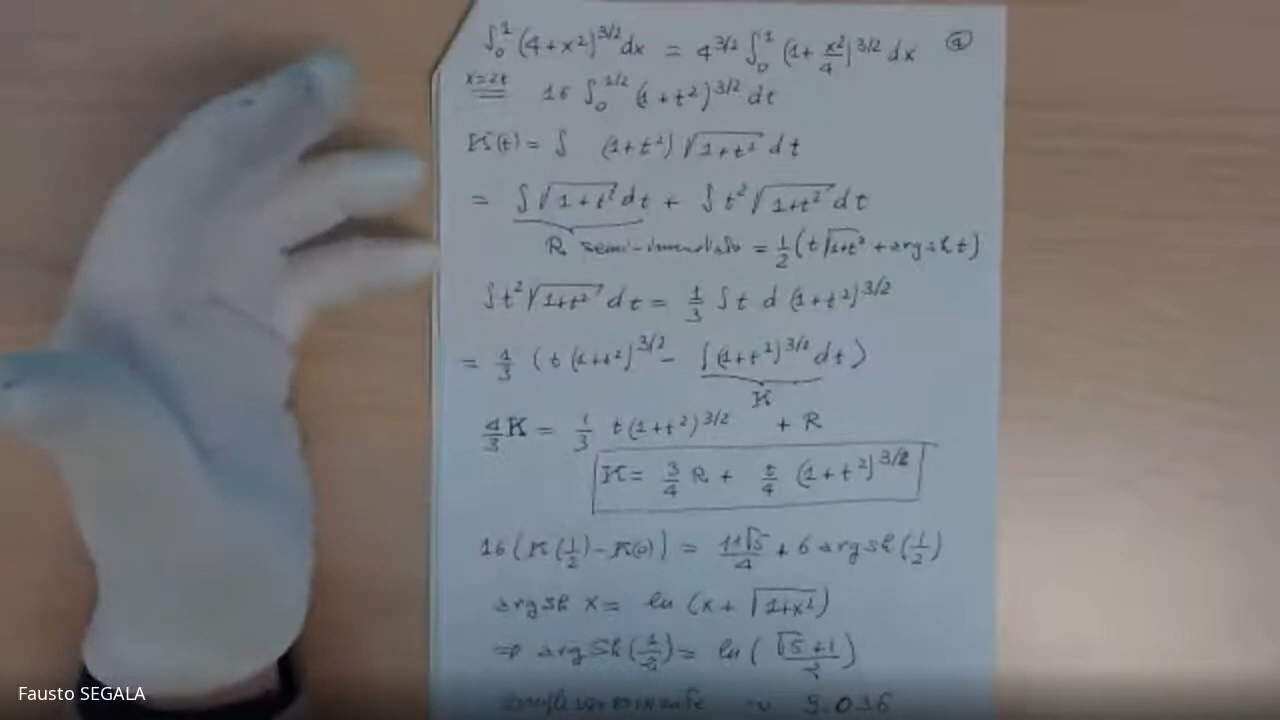 ∫₀¹ (4+x²)^3/2 dx = 4^3/2 ∫₀¹ (1+x²/4)^3/2 dx ①
x=2t = 16 ∫₀^1/2 (1+t²)^3/2 dt
K(t) = ∫ (1+t²) √(1+t²) dt
= ∫√(1+t²) dt + ∫ t² √(1+t²) dt
R semi-immediato = 1/2 (t√(1+t²) + argsh t)
∫t² √(1+t²) dt = 1/3 ∫ t d (1+t²)^3/2
= 1/3 (t (1+t²)^3/2 - ∫(1+t²)^3/2 dt)
K
4/3 K = 1/3 t(1+t²)^3/2 + R
K = 3/4 R + t/4 (1+t²)^3/2
16 (K(1/2) - K(0)) = 11√5/4 + 6 argsh (1/2)
argsh x = ln (x + √(1+x²))
⇒ argsh (1/2) = ln ((√5+1)/2)
~ 9.036
Fausto SEGALA